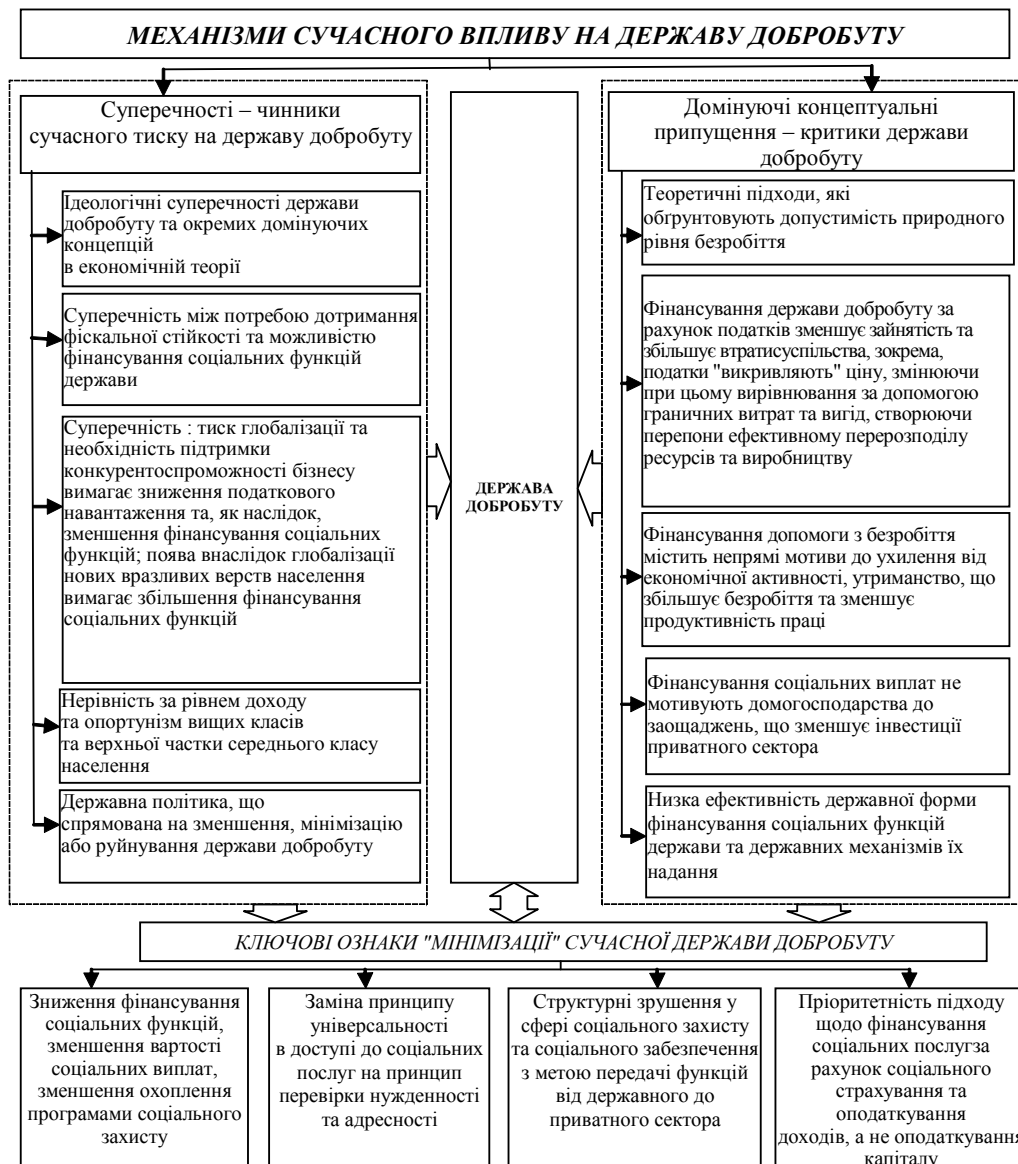 МЕХАНІЗМИ СУЧАСНОГО ВПЛИВУ НА ДЕРЖАВУ ДОБРОБУТУ
Суперечності – чинники
сучасного тиску на державу добробуту
Ідеологічні суперечності держави
добробуту та окремих домінуючих
концепцій
в економічній теорії
Суперечність між потребою дотримання
фіскальної стійкості та можливістю
фінансування соціальних функцій
держави
Суперечність : тиск глобалізації та
необхідність підтримки
конкурентоспроможності бізнесу
вимагає зниження податкового
навантаження та, як наслідок,
зменшення фінансування соціальних
функцій; поява внаслідок глобалізації
нових вразливих верств населення
вимагає збільшення фінансування
соціальних функцій
Нерівність за рівнем доходу
та опортунізм вищих класів
та верхньої частки середнього класу
населення
Державна політика, що
спрямована на зменшення, мінімізацію
або руйнування держави добробуту
ДЕРЖАВА
ДОБРОБУТУ
Домінуючі концептуальні
припущення – критики держави
добробуту
Теоретичні підходи, які
обґрунтовують допустимість природного
рівня безробіття
Фінансування держави добробуту за
рахунок податків зменшує зайнятість та
збільшує втратисуспільства, зокрема,
податки "викривляють" ціну, змінюючи
при цьому вирівнювання за допомогою
граничних витрат та вигід, створюючи
перепони ефективному перерозподілу
ресурсів та виробництву
Фінансування допомоги з безробіття
містить непрямі мотиви до ухилення від
економічної активності, утриманство, що
збільшує безробіття та зменшує
продуктивність праці
Фінансування соціальних виплат не
мотивують домогосподарства до
заощаджень, що зменшує інвестиції
приватного сектора
Низка ефективність державної форми
фінансування соціальних функцій
держави та державних механізмів їх
надання
КЛЮЧОВІ ОЗНАКИ "МІНІМІЗАЦІЇ" СУЧАСНОЇ ДЕРЖАВИ ДОБРОБУТУ
Зниження фінансування
соціальних функцій,
зменшення вартості
соціальних виплат,
зменшення охоплення
програмами соціального
захисту
Заміна принципу
універсальності
в доступі до соціальних
послуг на принцип
перевірки нужденності
та адресності
Структурні зрушення у
сфері соціального захисту
та соціального забезпечення
з метою передачі функцій
від державного до
приватного сектора
Пріоритетність підходу
щодо фінансування
соціальних послугза
рахунок соціального
страхування та
оподаткування
доходів, а не оподаткування
капіталу